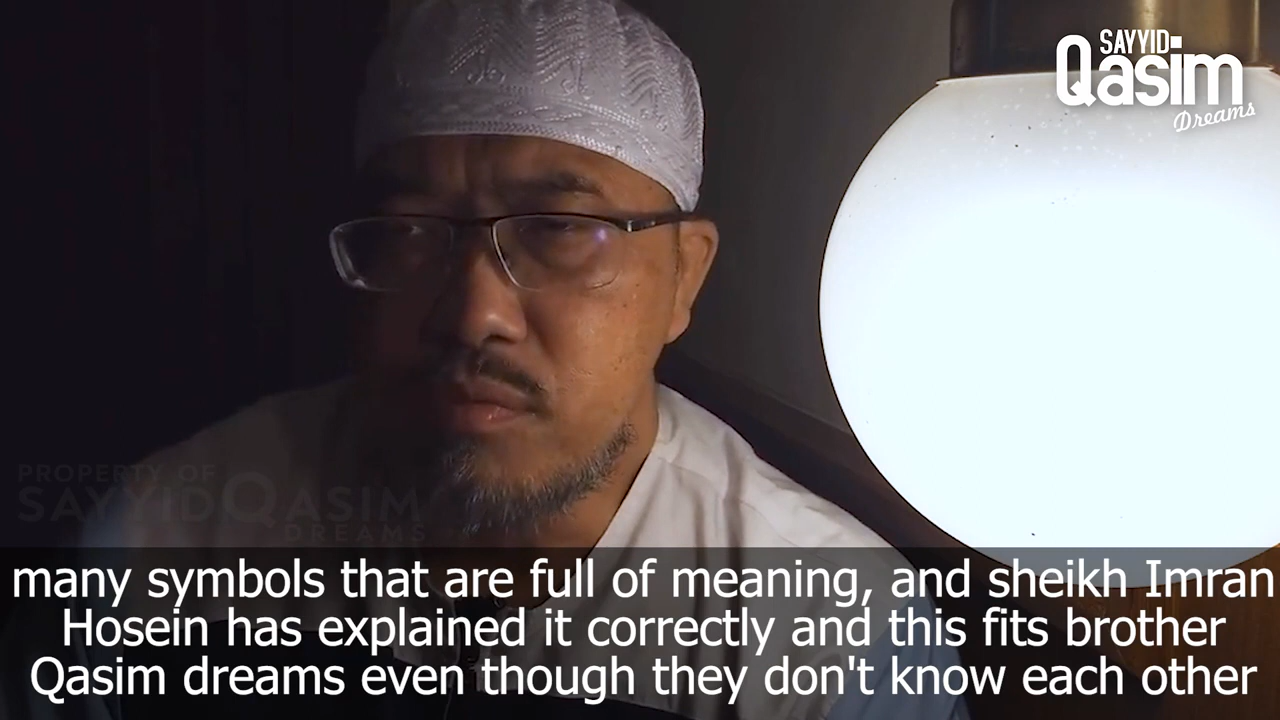 SAYYID
Qasim
Dreams
PROPERTY OF
SAYYID QASIM
DREAMS
many symbols that are full of meaning, and sheikh Imran
Hosein has explained it correctly and this fits brother
Qasim dreams even though they don't know each other